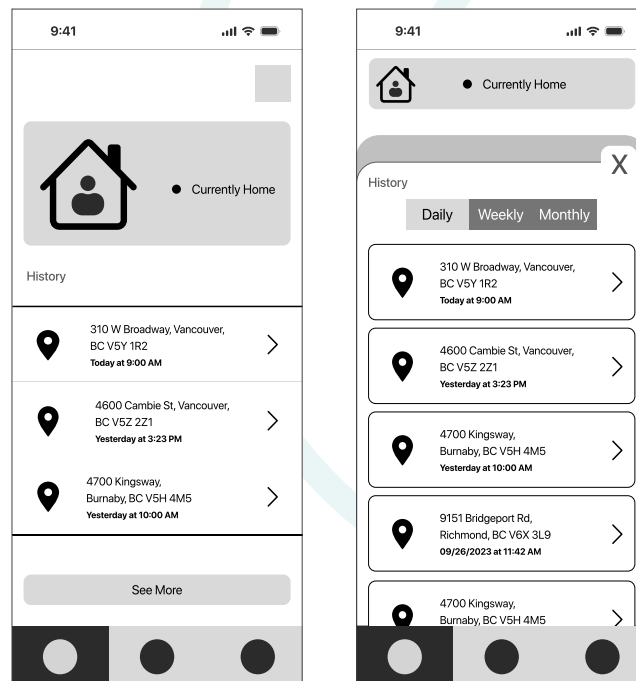 9:41
Currently Home
History
310 W Broadway, Vancouver,
BC V5Y 1R2
Today at 9:00 AM
4600 Cambie St, Vancouver,
BC V5Z 2Z1
Yesterday at 3:23 PM
4700 Kingsway,
Burnaby, BC V5H 4M5
Yesterday at 10:00 AM
See More
9:41
Currently Home
X
History
Daily Weekly Monthly
310 W Broadway, Vancouver,
BC V5Y 1R2
Today at 9:00 AM
4600 Cambie St, Vancouver,
BC V5Z 2Z1
Yesterday at 3:23 PM
4700 Kingsway,
Burnaby, BC V5H 4M5
Yesterday at 10:00 AM
9151 Bridgeport Rd,
Richmond, BC V6X 3L9
09/26/2023 at 11:42 AM
4700 Kingsway,
Burnaby, BC V5H 4M5